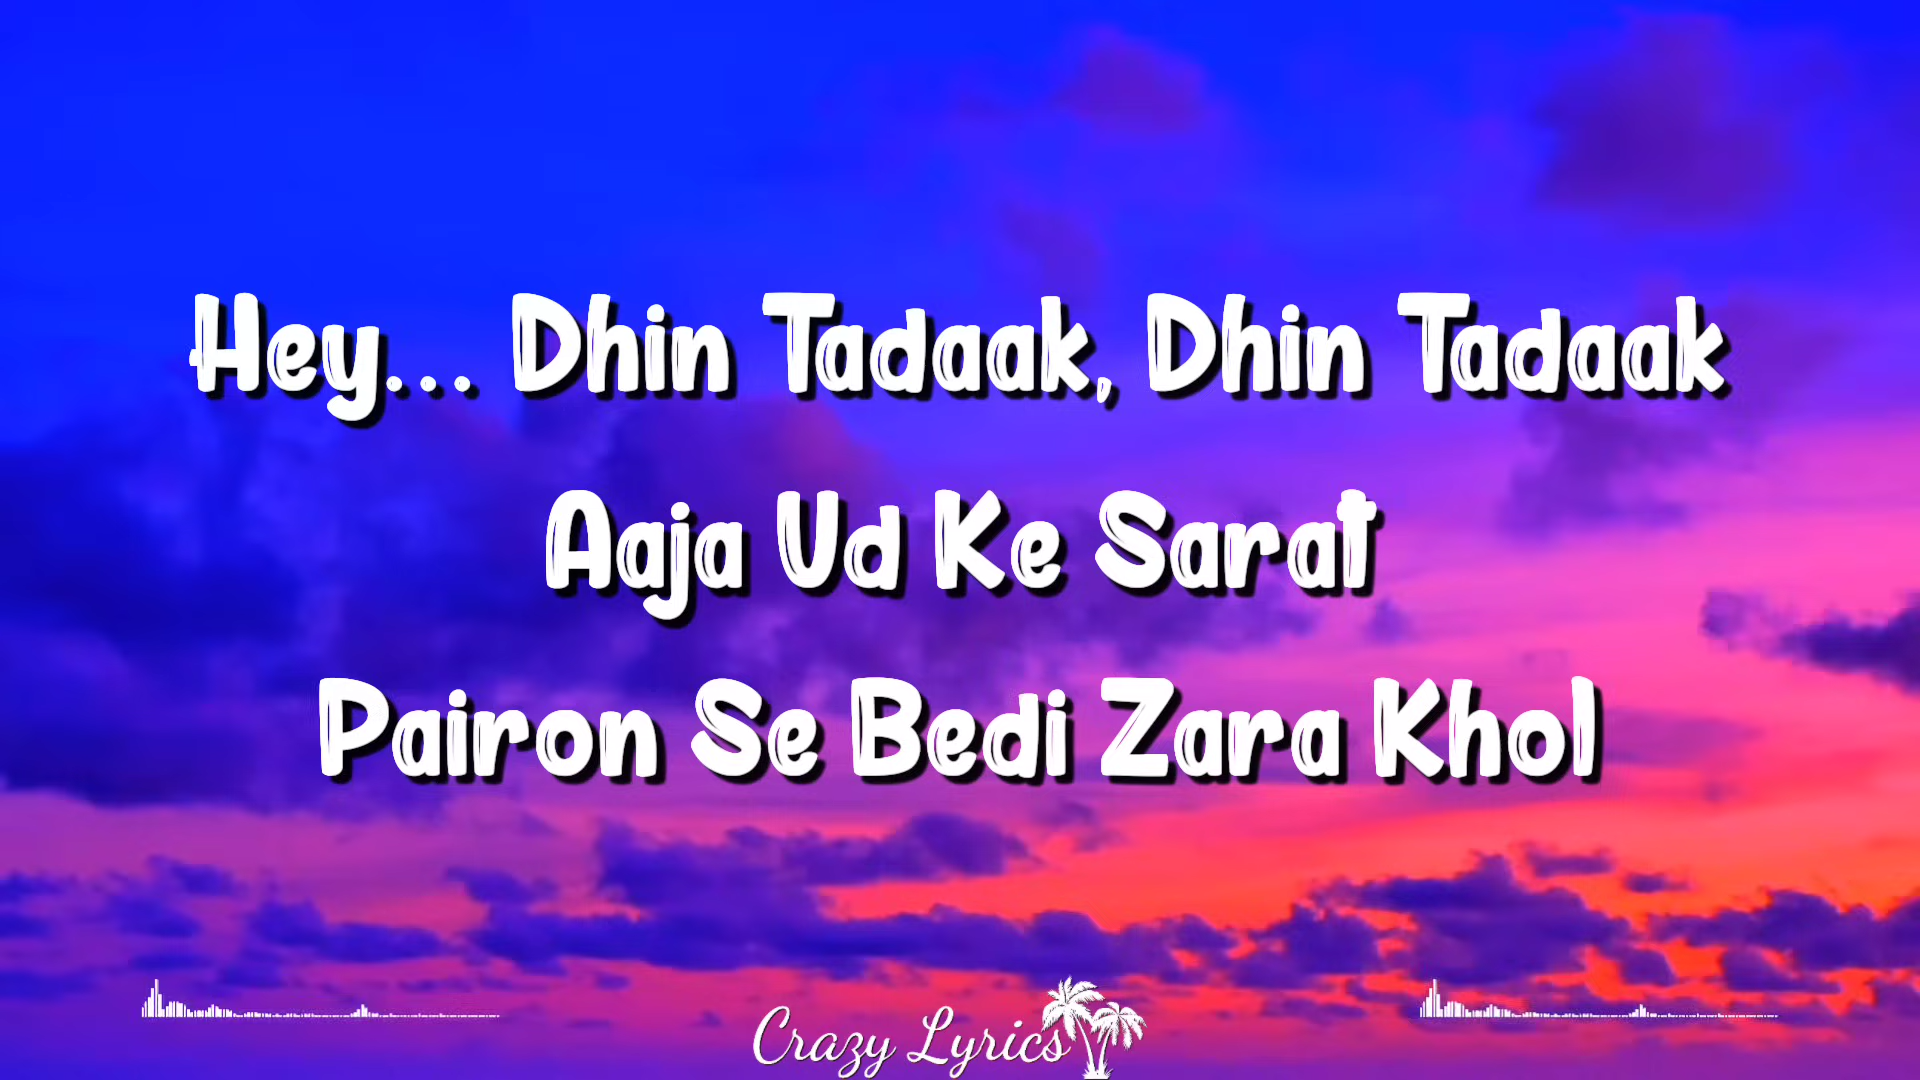 Hey... Dhin Tadaak, Dhin Tadaak
Aaja Ud Ke Sarat
Pairon Se Bedi Zara Khol
Crazy Lyrics